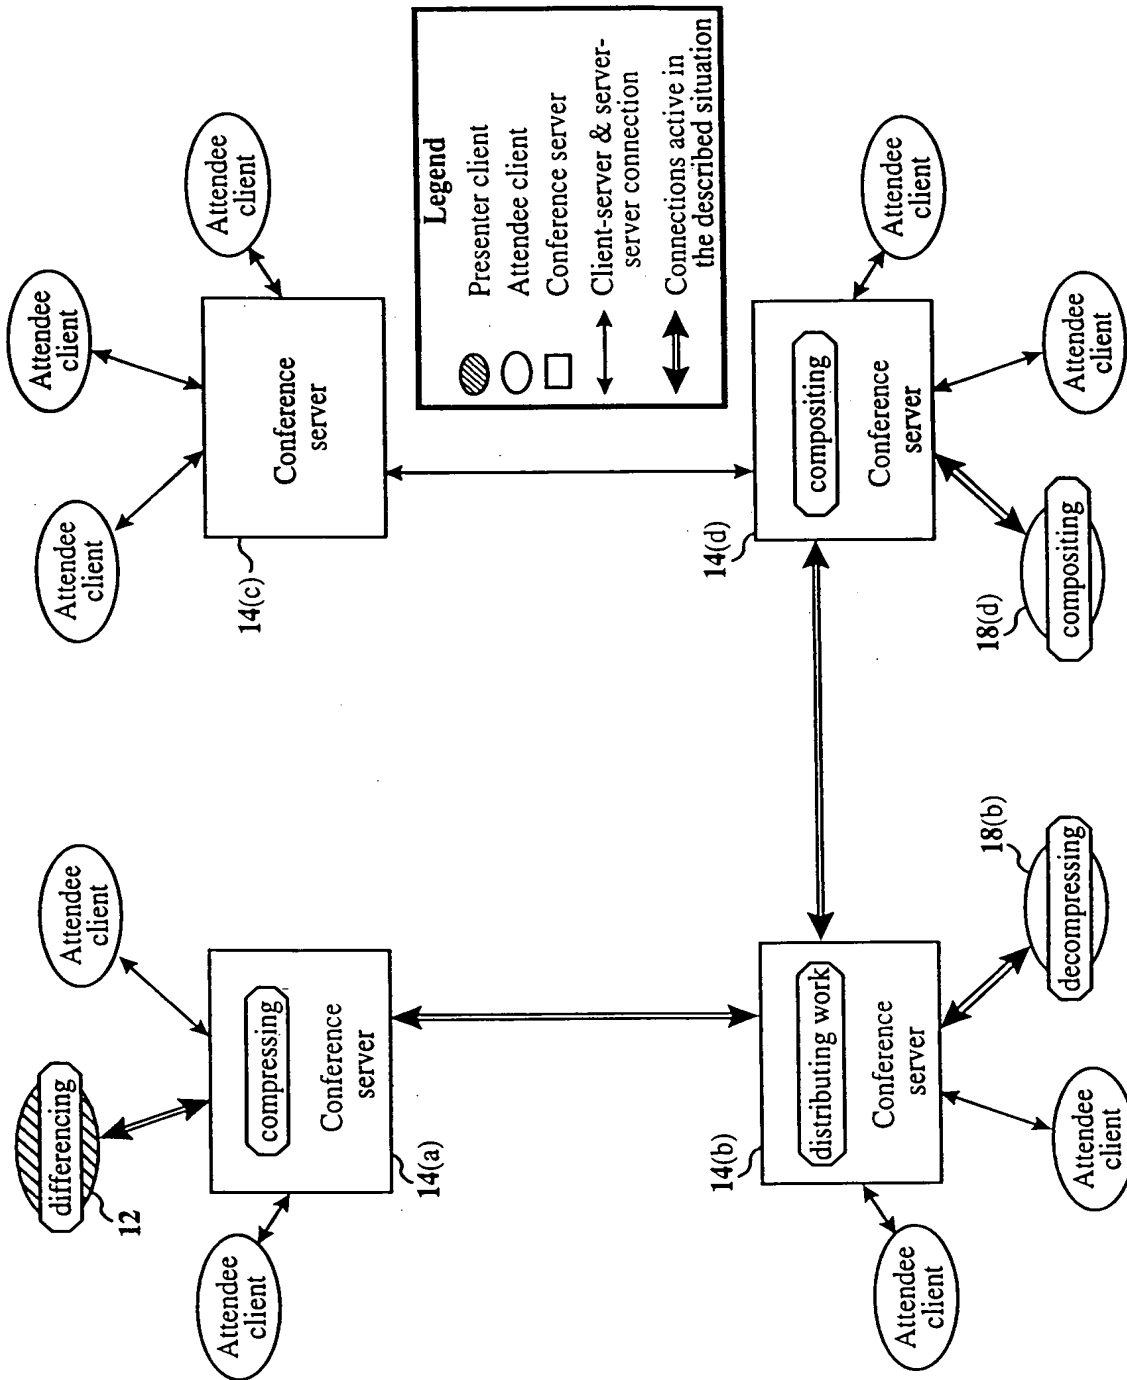 differencing
12
Attendee
client
Attendee
client
compressing
Conference
server
14(a)
Attendee
client
Attendee
client
Attendee
client
Conference
server
14(c)
Legend
Presenter client
Attendee client
Conference server
Client-server & server-
server connection
Connections active in
the described situation
14(b)
distributing work
Conference
server
Attendee
client
Attendee
client
18(b)
decompressing
14(d)
compositing
Conference
server
18(d)
compositing
Attendee
client
Attendee
client